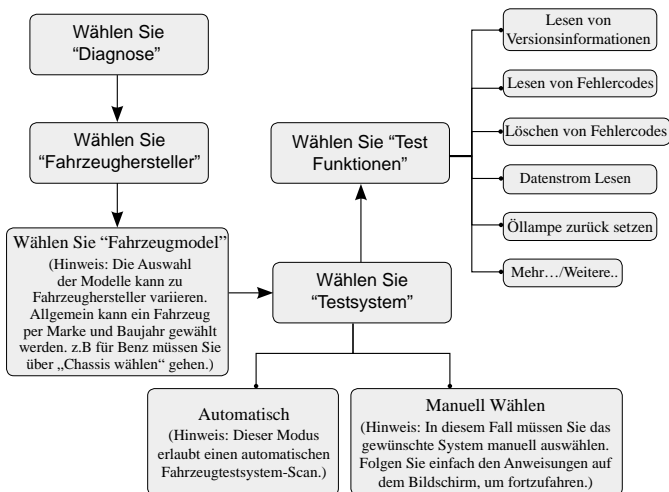 Wählen Sie
“Diagnose”
Wählen Sie
“Fahrzeughersteller”
Wählen Sie “Fahrzeugmodel”
(Hinweis: Die Auswahl
der Modelle kann zu
Fahrzeughersteller variieren.
Allgemein kann ein Fahrzeug
per Marke und Baujahr gewählt
werden. z.B für Benz müssen Sie
über „Chassis wählen“ gehen.)
Wählen Sie
“Testsystem”
Automatisch
(Hinweis: Dieser Modus
erlaubt einen automatischen
Fahrzeugtestsystem-Scan.)
Manuell Wählen
(Hinweis: In diesem Fall müssen Sie das
gewünschte System manuell auswählen.
Folgen Sie einfach den Anweisungen auf
dem Bildschirm, um fortzufahren.)
Wählen Sie “Test
Funktionen”
Lesen von
Versionsinformationen
Lesen von Fehlercodes
Löschen von Fehlercodes
Datenstrom Lesen
Öllampe zurück setzen
Mehr…/Weitere..